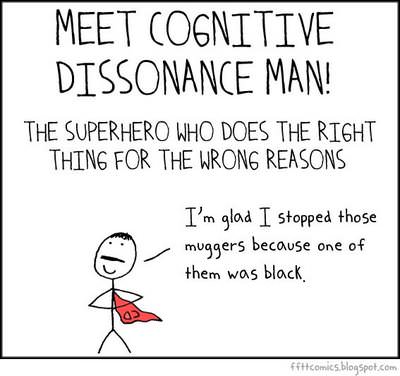 MEET COGNITIVE
DISSONANCE MAN!
THE SUPERHERO WHO DOES THE RIGHT
THING FOR THE WRONG REASONS
I'm glad I stopped those
muggers because one of
them was black.
ffttcomics.blogspot.com